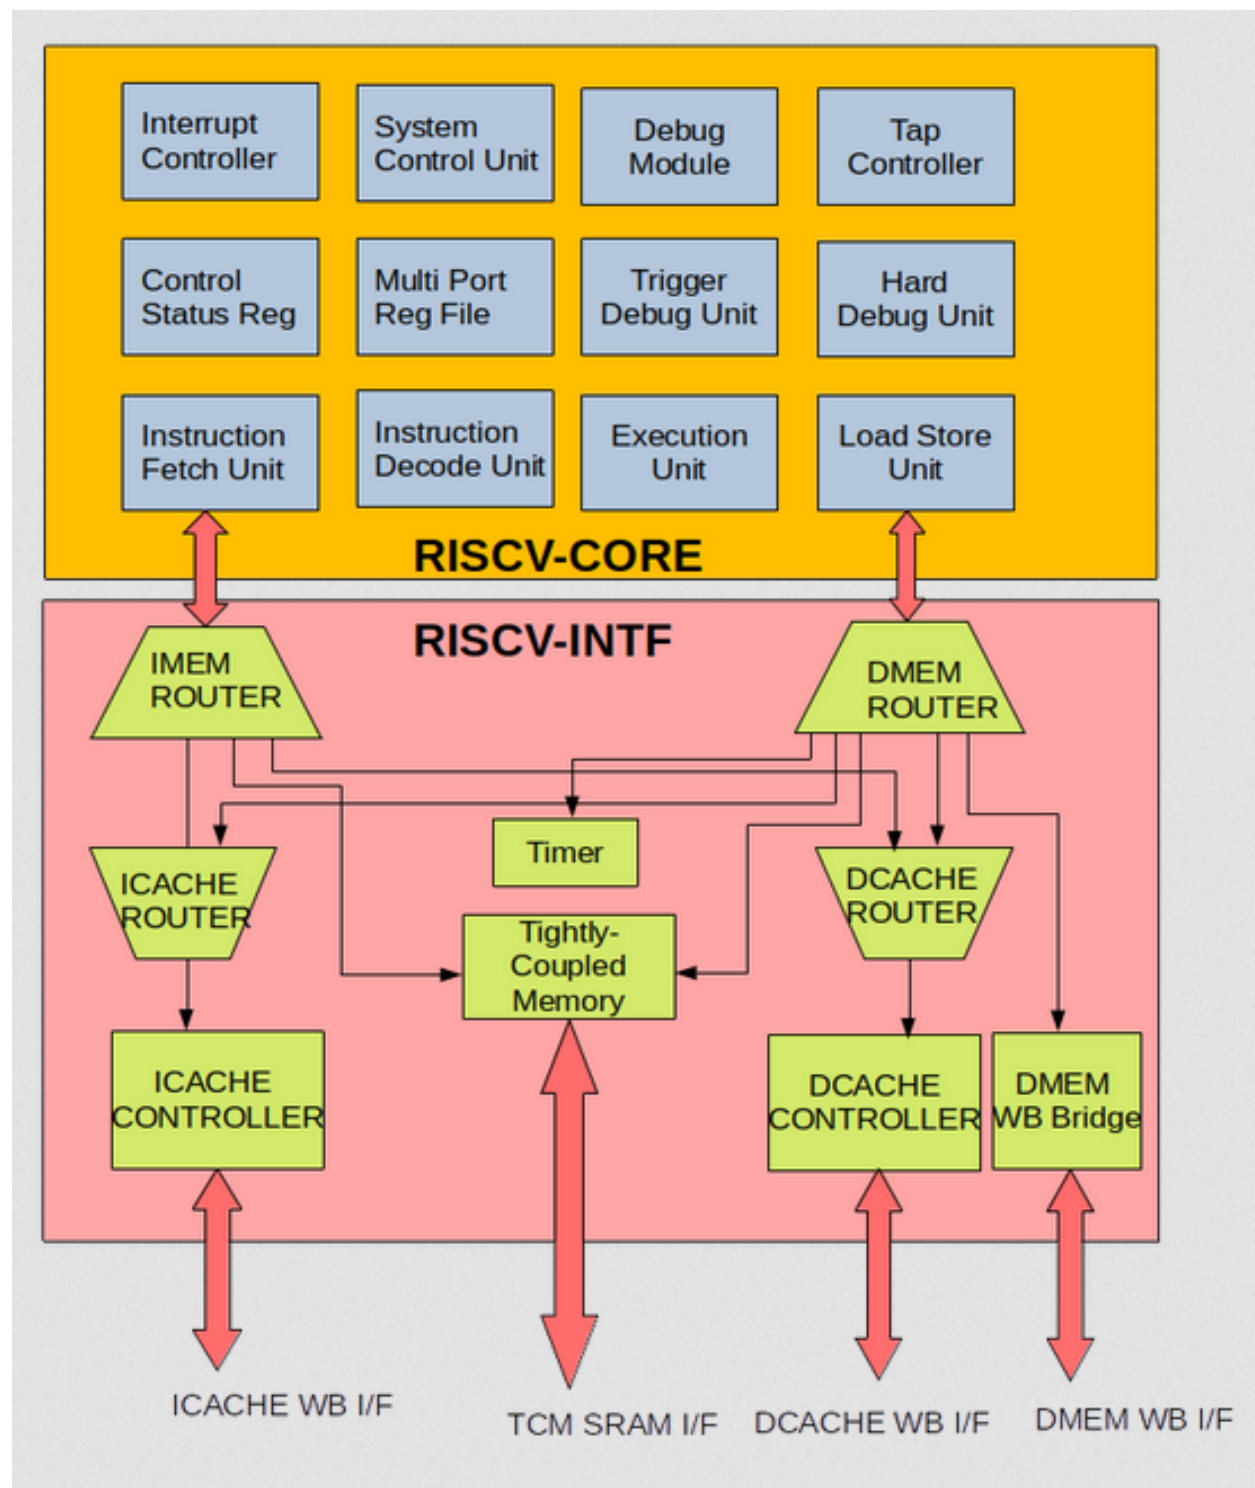 Interrupt
Controller
System
Control Unit
Debug
Module
Tap
Controller
Control
Status Reg
Multi Port
Reg File
Trigger
Debug Unit
Hard
Debug Unit
Instruction
Fetch Unit
Instruction
Decode Unit
Execution
Unit
Load Store
Unit
RISCV-CORE
RISCV-INTF
IMEM
ROUTER
DMEM
ROUTER
Timer
ICACHE
ROUTER
DCACHE
ROUTER
Tightly-
Coupled
Memory
ICACHE
CONTROLLER
DCACHE
CONTROLLER
DMEM
WB Bridge
ICACHE WB I/F
TCM SRAM I/F
DCACHE WB I/F
DMEM WB I/F